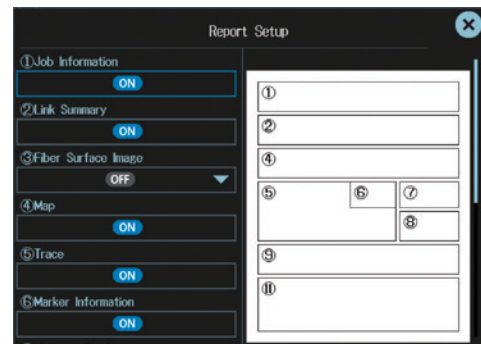 Report Setup
①Job Information
ON
②Link Summary
ON
③Fiber Surface Image
OFF
④Map
ON
⑤Trace
ON
⑥Marker Information
ON
①
②
④
⑤ ⑥ ⑦
⑧
⑨
⑪